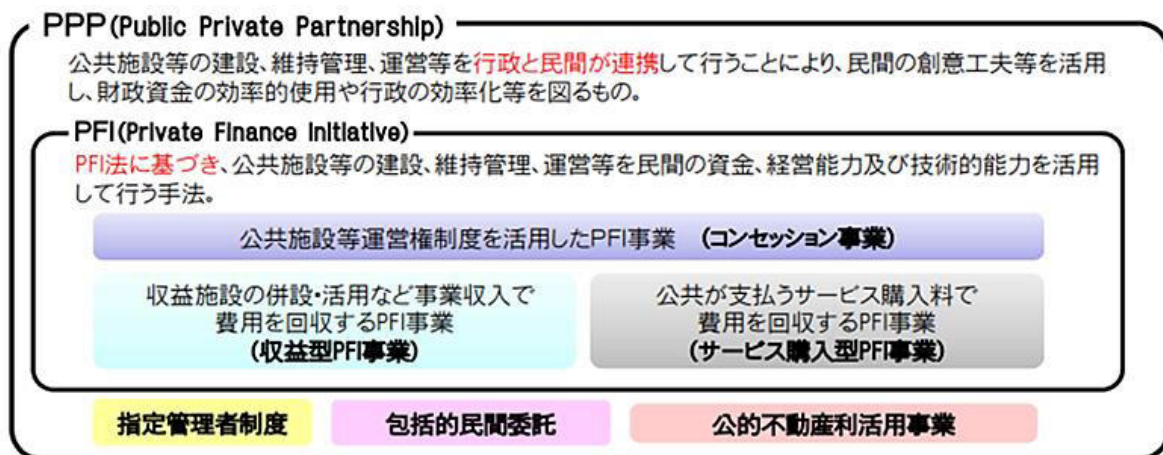 PPP(Public Private Partnership)
公共施設等の建設、維持管理、運営等を行政と民間が連携して行うことにより、民間の創意工夫等を活用
し、財政資金の効率的使用や行政の効率化等を図るもの。
PFI(Private Finance Initiative)
PFI法に基づき、公共施設等の建設、維持管理、運営等を民間の資金、経営能力及び技術的能力を活用
して行う手法。
公共施設等運営権制度を活用したPFI事業 (コンセッション事業)
収益施設の併設・活用など事業収入で
費用を回収するPFI事業
(収益型PFI事業)
公共が支払うサービス購入料で
費用を回収するPFI事業
(サービス購入型PFI事業)
指定管理者制度
包括的民間委託
公的不動産利活用事業